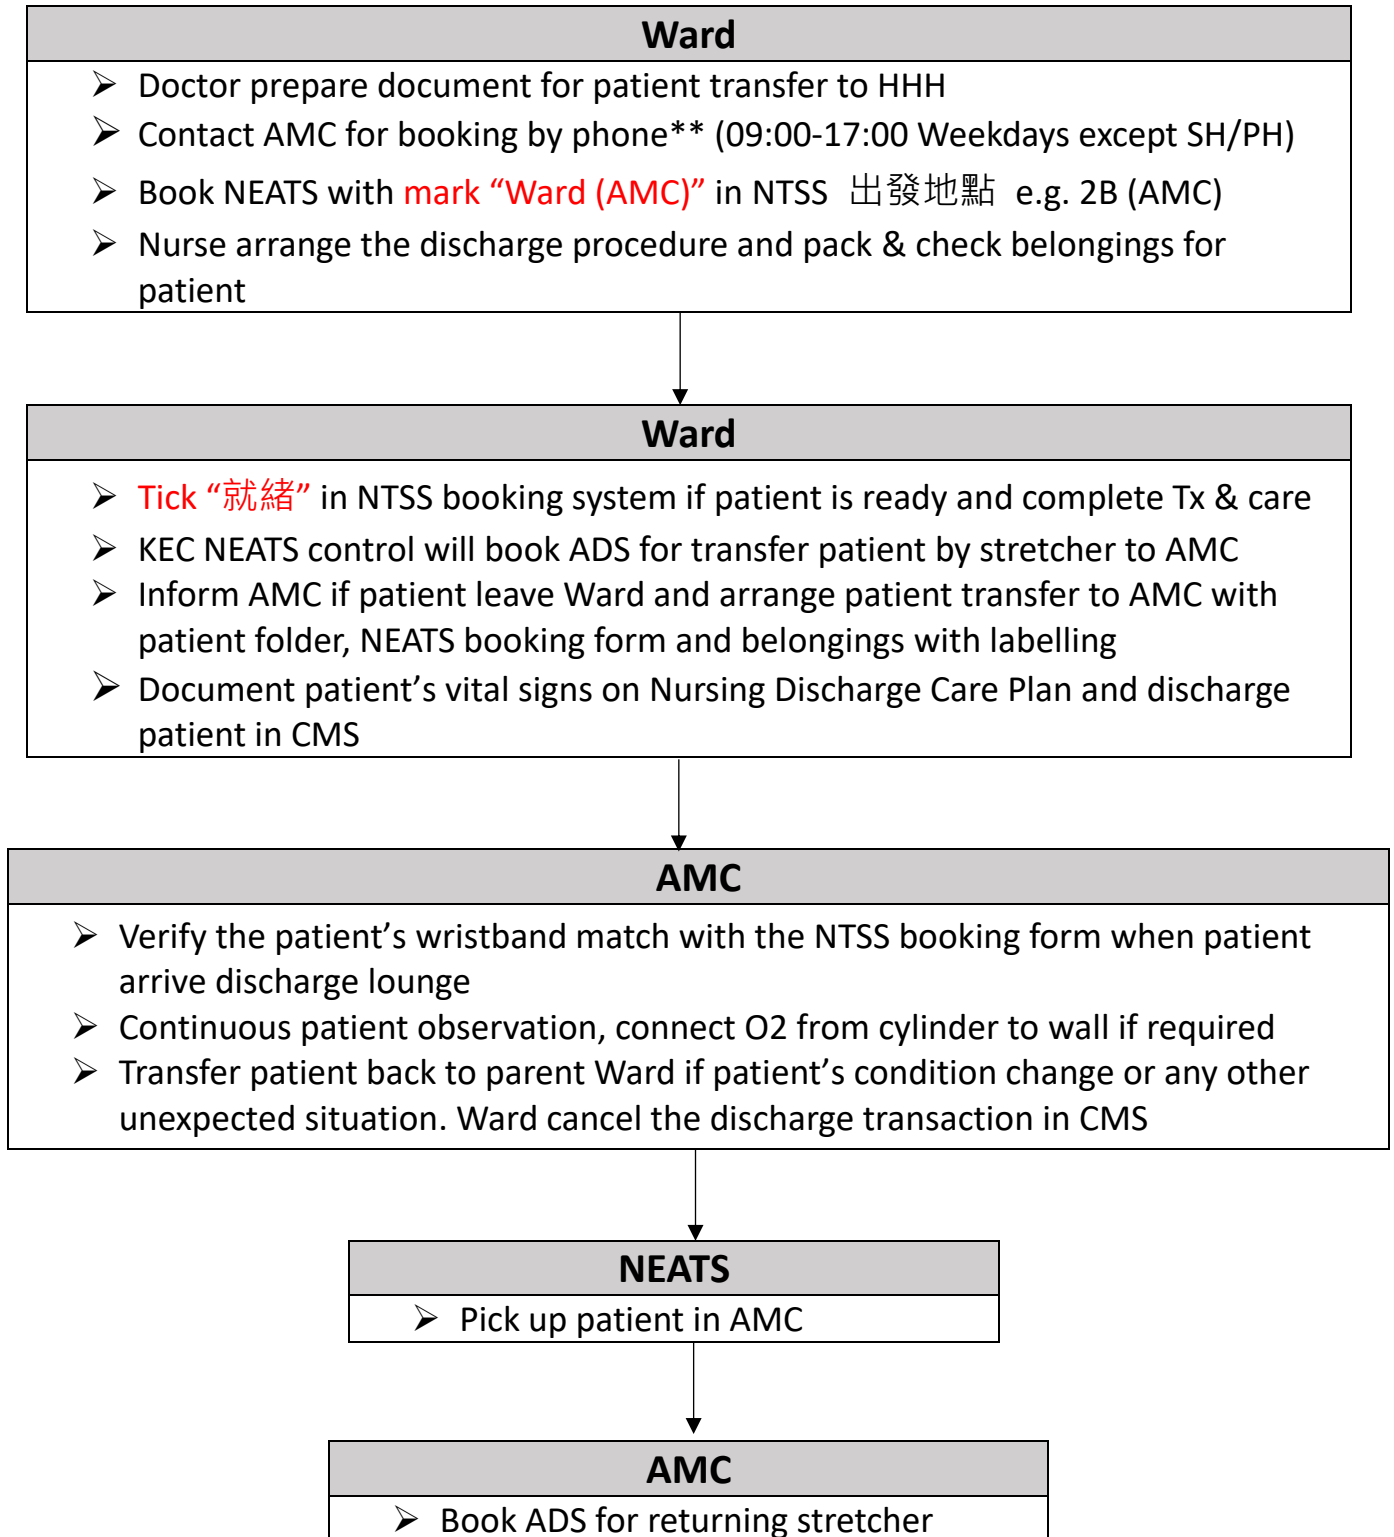 Ward
➢ Doctor prepare document for patient transfer to HHH
➢ Contact AMC for booking by phone** (09:00-17:00 Weekdays except SH/PH)
➢ Book NEATS with mark “Ward (AMC)” in NTSS 出發地點 e.g. 2B (AMC)
➢ Nurse arrange the discharge procedure and pack & check belongings for
patient
Ward
➢ Tick “就緒” in NTSS booking system if patient is ready and complete Tx & care
➢ KEC NEATS control will book ADS for transfer patient by stretcher to AMC
➢ Inform AMC if patient leave Ward and arrange patient transfer to AMC with
patient folder, NEATS booking form and belongings with labelling
➢ Document patient’s vital signs on Nursing Discharge Care Plan and discharge
patient in CMS
AMC
➢ Verify the patient’s wristband match with the NTSS booking form when patient
arrive discharge lounge
➢ Continuous patient observation, connect O2 from cylinder to wall if required
➢ Transfer patient back to parent Ward if patient’s condition change or any other
unexpected situation. Ward cancel the discharge transaction in CMS
NEATS
➢ Pick up patient in AMC
AMC
➢ Book ADS for returning stretcher